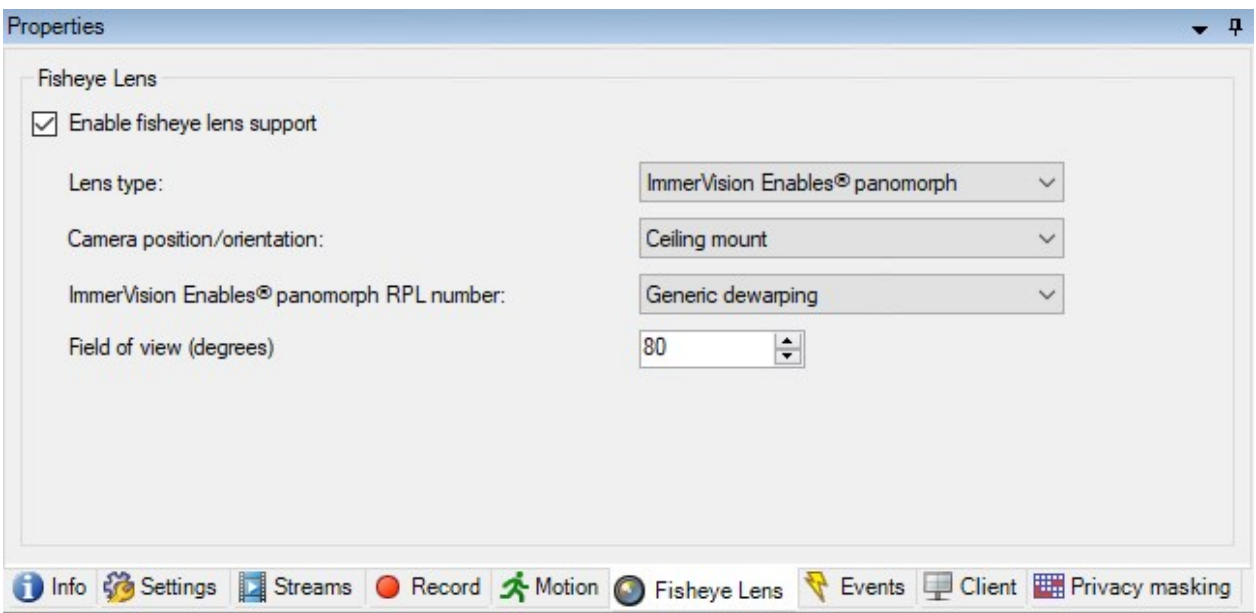 Properties
Fisheye Lens
Enable fisheye lens support
Lens type: ImmerVision Enables® panomorph
Camera position/orientation: Ceiling mount
ImmerVision Enables® panomorph RPL number: Generic dewarping
Field of view (degrees) 80
Info Settings Streams Record Motion Fisheye Lens Events Client Privacy masking